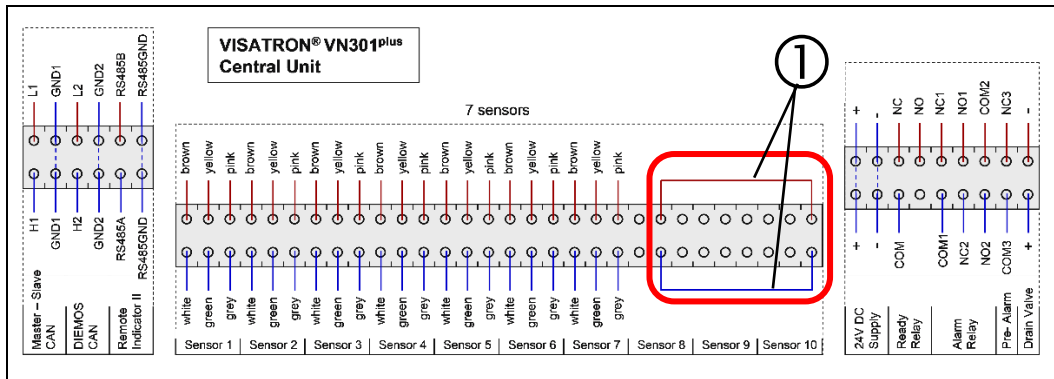 VISATRON® VN301plus
Central Unit
①
7 sensors
L1
GND1
L2
GND2
RS485B
RS485GND
H1
GND1
H2
GND2
RS485A
RS485GND
Master – Slave
CAN
DIEMOS
CAN
Remote
Indicator II
brown
yellow
pink
brown
yellow
pink
brown
yellow
pink
brown
yellow
pink
brown
yellow
pink
brown
yellow
pink
brown
yellow
pink
white
green
grey
white
green
grey
white
green
grey
white
green
grey
white
green
grey
white
green
grey
white
green
grey
Sensor 1
Sensor 2
Sensor 3
Sensor 4
Sensor 5
Sensor 6
Sensor 7
Sensor 8
Sensor 9
Sensor 10
+
-
NC
NO
NC1
NO1
COM2
NC3
-
+
-
COM
COM1
NC2
NO2
COM3
+
24V DC
Supply
Ready
Relay
Alarm
Relay
Pre- Alarm
Drain Valve